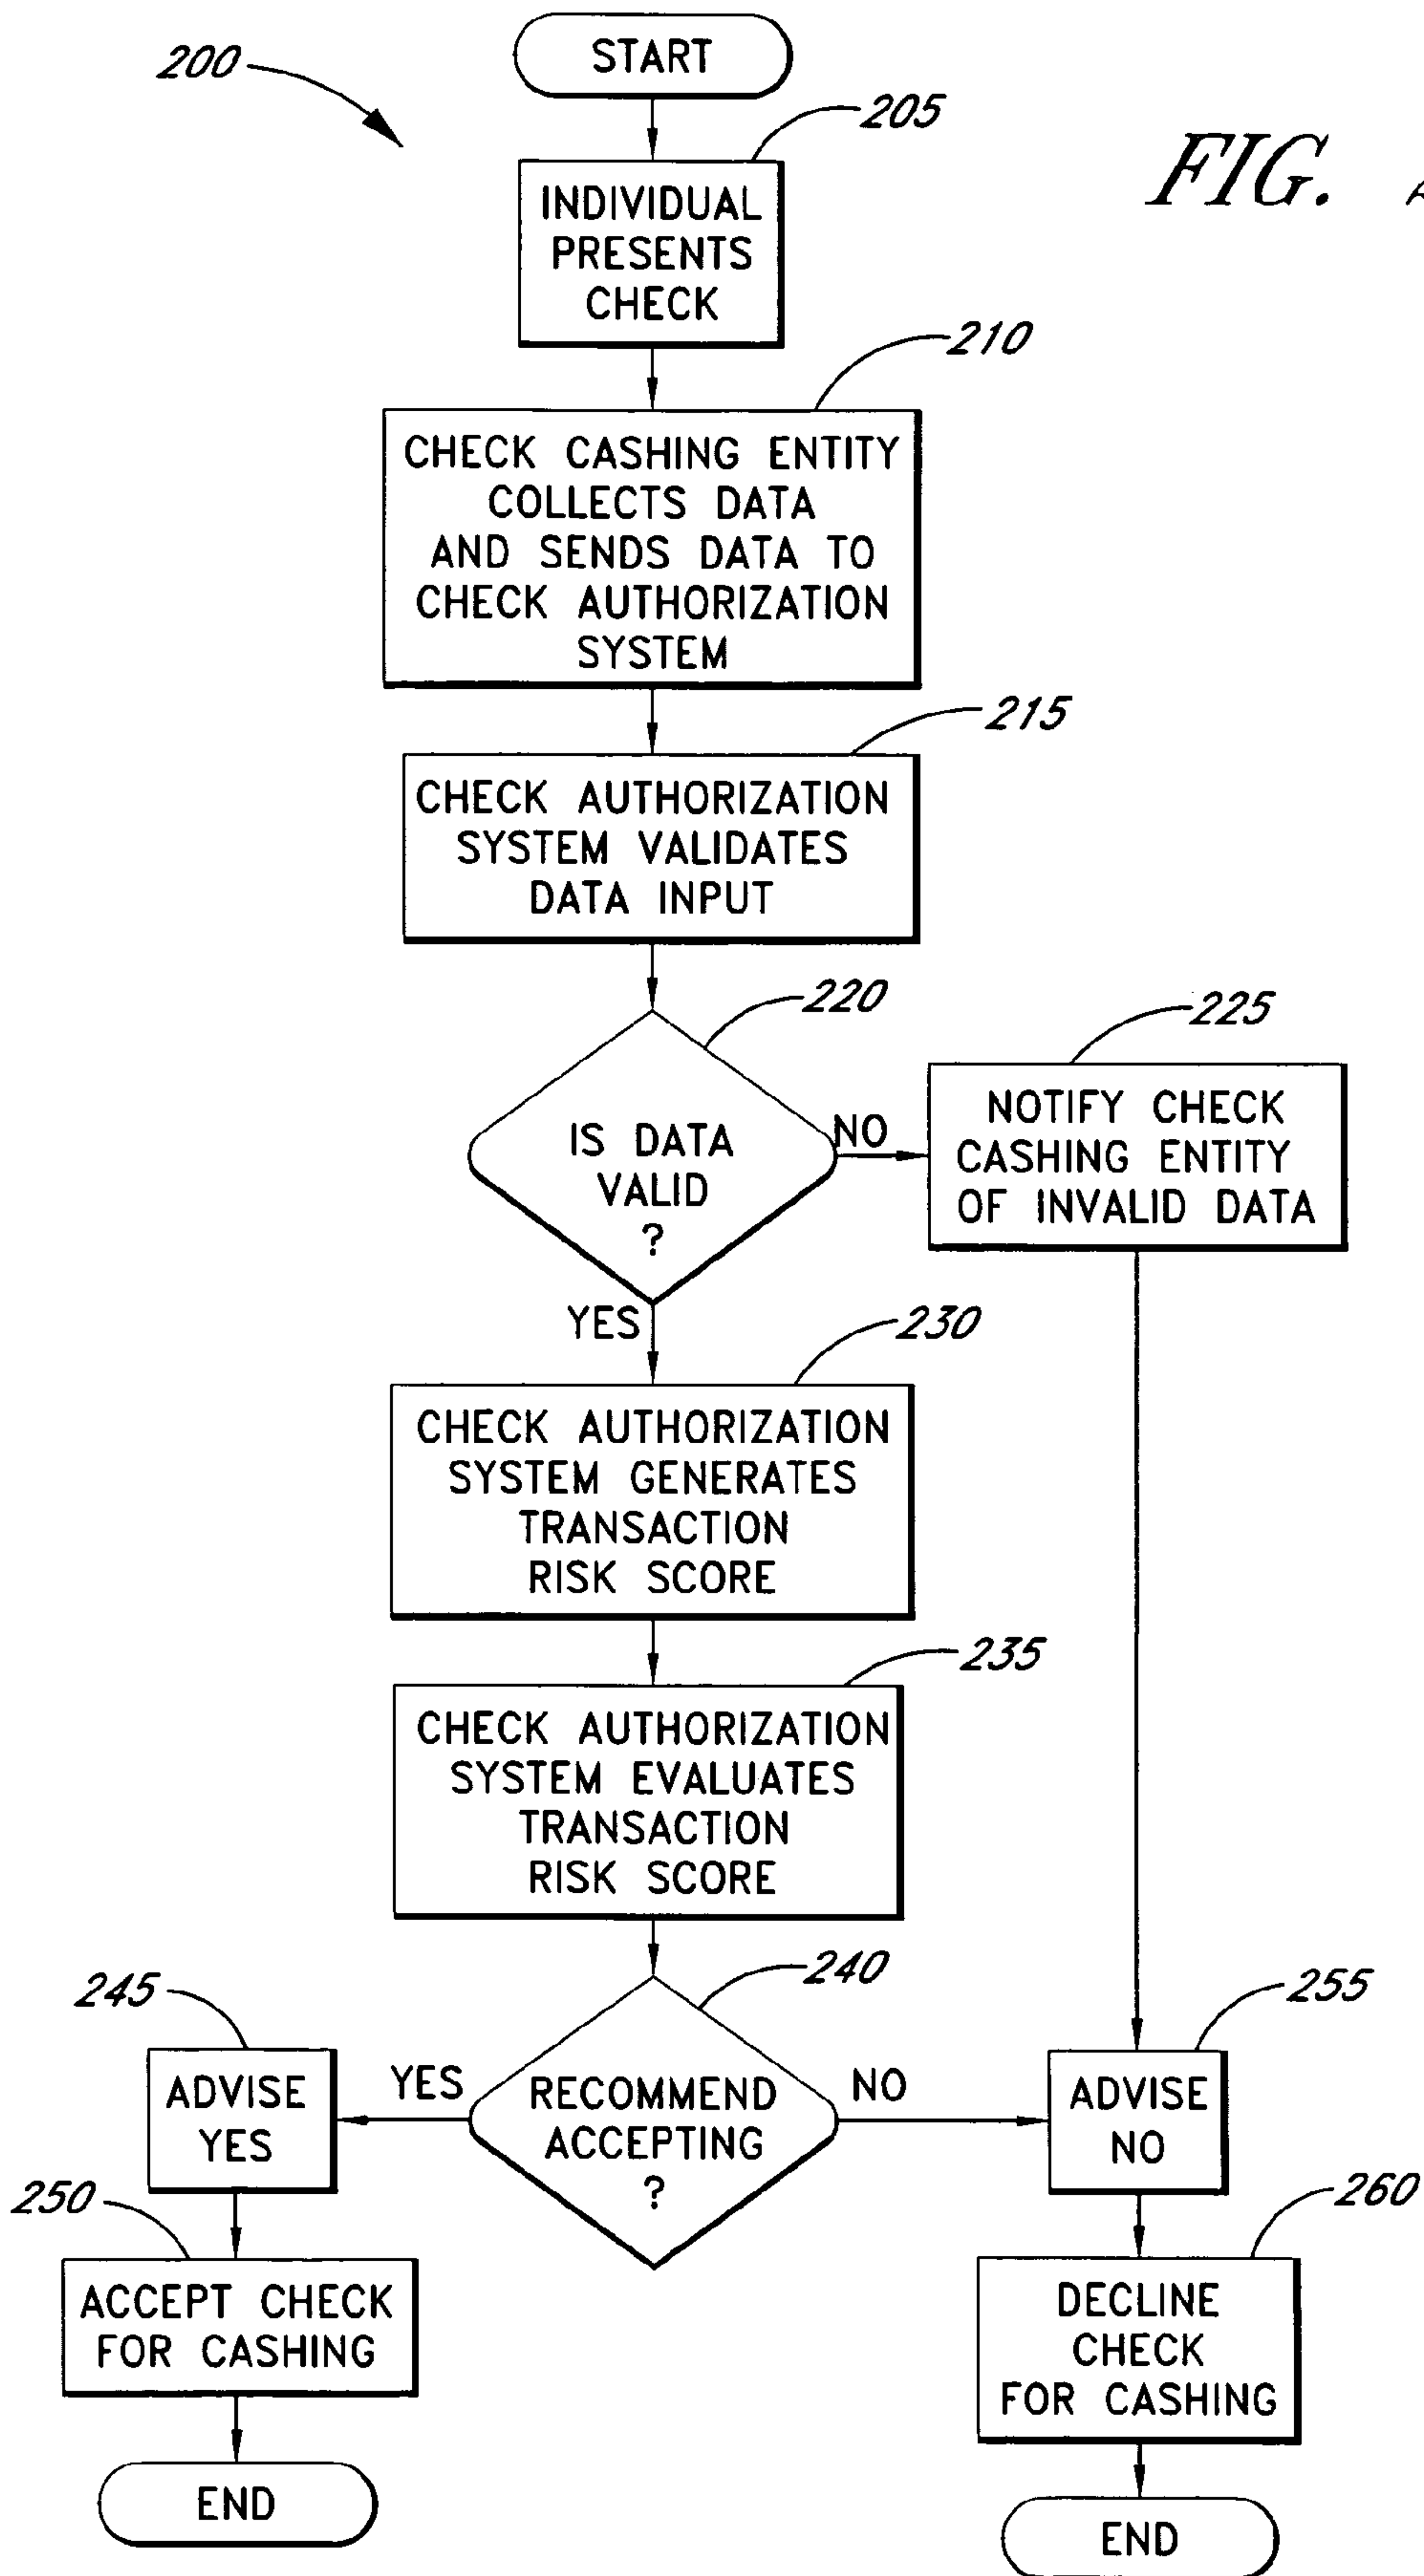 200
START
205
FIG.
INDIVIDUAL
PRESENTS
CHECK
210
CHECK CASHING ENTITY
COLLECTS DATA
AND SENDS DATA TO
CHECK AUTHORIZATION
SYSTEM
215
CHECK AUTHORIZATION
SYSTEM VALIDATES
DATA INPUT
220
225
IS DATA
VALID
?
NO
NOTIFY CHECK
CASHING ENTITY
OF INVALID DATA
YES
230
CHECK AUTHORIZATION
SYSTEM GENERATES
TRANSACTION
RISK SCORE
235
CHECK AUTHORIZATION
SYSTEM EVALUATES
TRANSACTION
RISK SCORE
240
245
255
ADVISE
YES
YES
RECOMMEND
ACCEPTING
?
NO
ADVISE
NO
250
260
ACCEPT CHECK
FOR CASHING
DECLINE
CHECK
FOR CASHING
END
END